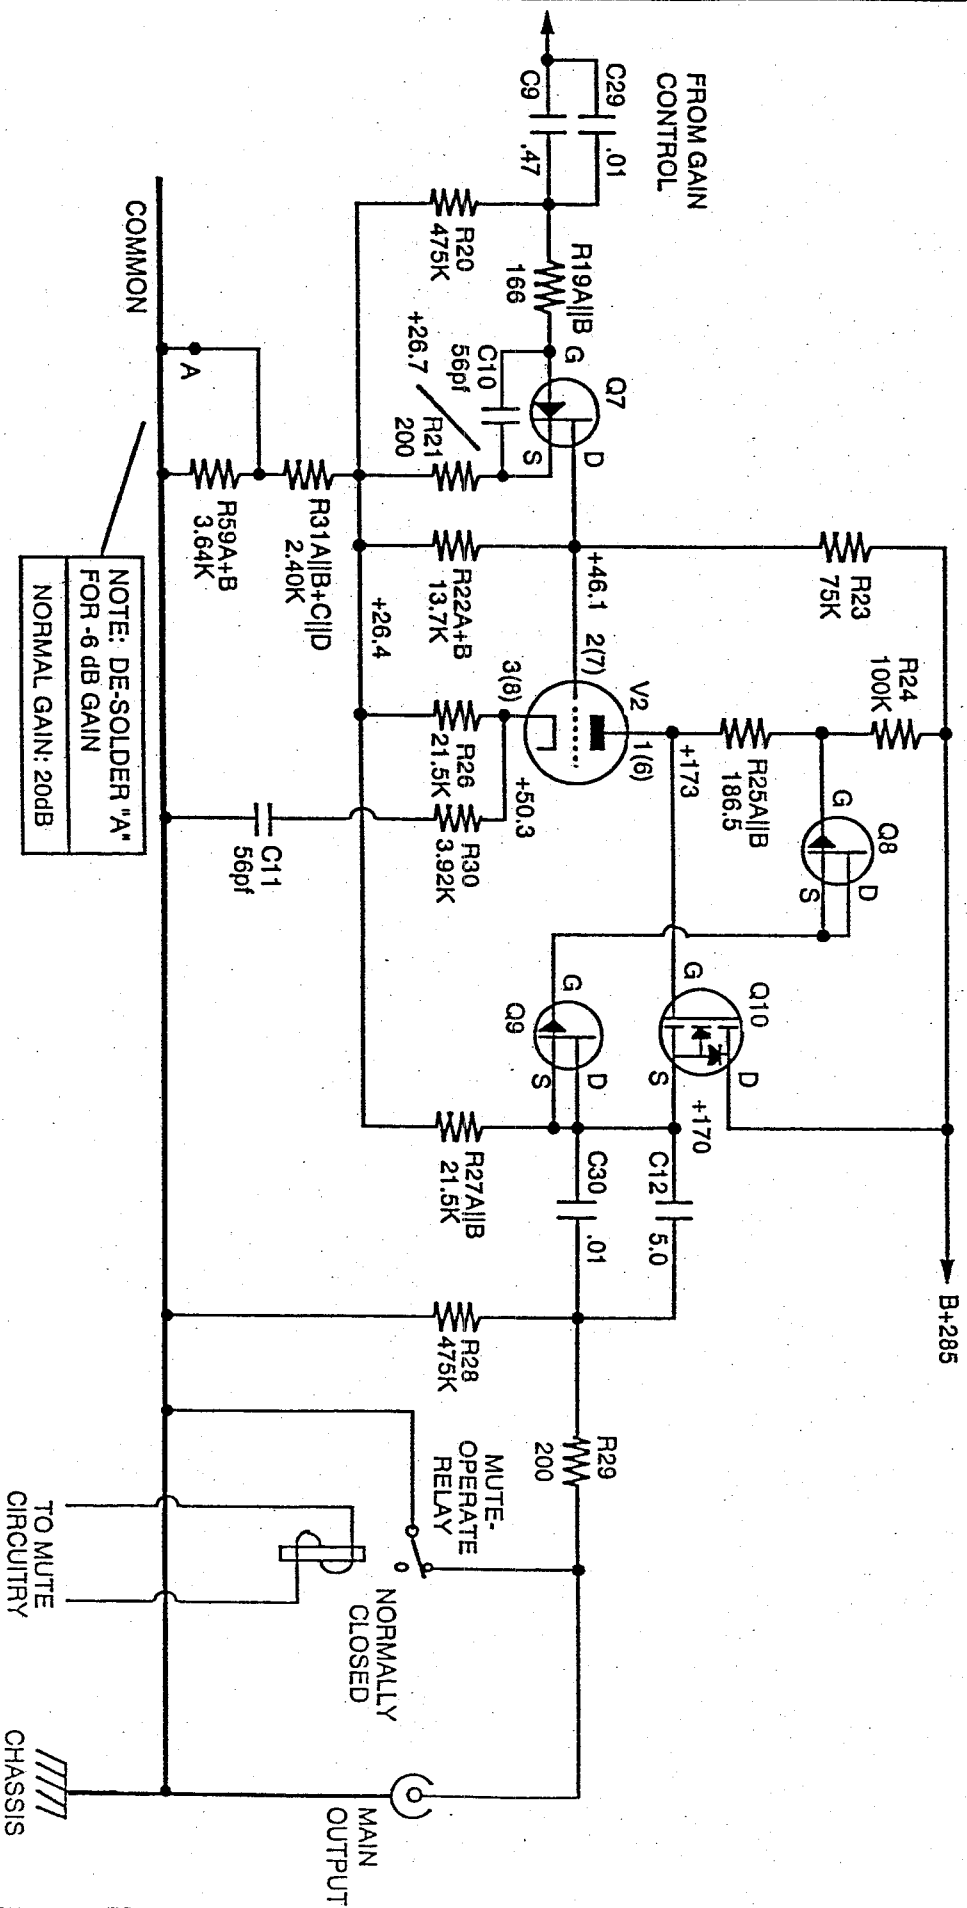 FROM GAIN
CONTROL
C29
.01
C9
.47
R20
475K
R19A||B
166
G
Q7
S
D
C10
56pf
+26.7
R21
200
R23
75K
R24
100K
B+285
+46.1
2(7)
V2
1(6)
3(8)
+173
R25A||B
186.5
G
Q8
D
S
R22A+B
13.7K
+26.4
R26
21.5K
+50.3
R30
3.92K
C11
56pf
G
Q10
D
S
+170
G
Q9
D
S
C12
5.0
C30
.01
R27A||B
21.5K
R28
475K
R29
200
R31A||B+C||D
2.40K
R59A+B
3.64K
A
COMMON
NOTE: DE-SOLDER "A"
FOR -6 dB GAIN
NORMAL GAIN: 20dB
MUTE-
OPERATE
RELAY
NORMALLY
CLOSED
TO MUTE
CIRCUITRY
MAIN
OUTPUT
CHASSIS